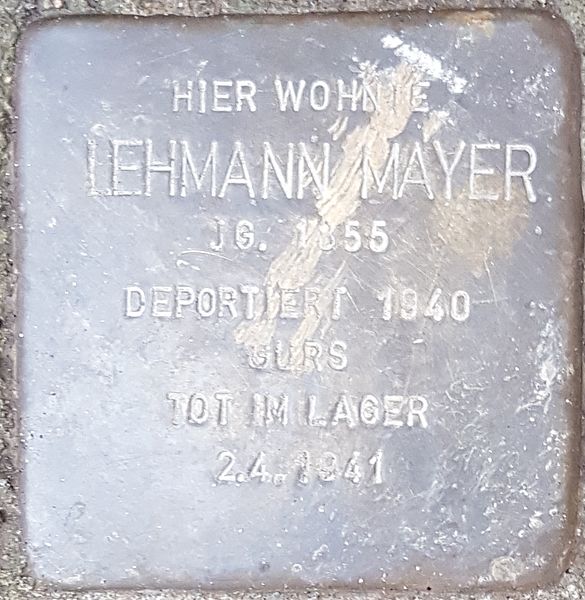 HIER WOHNTE
LEHMANN MAYER
JG. 1855
DEPORTIERT 1940
GURS
TOT IM LAGER
2.4.1941